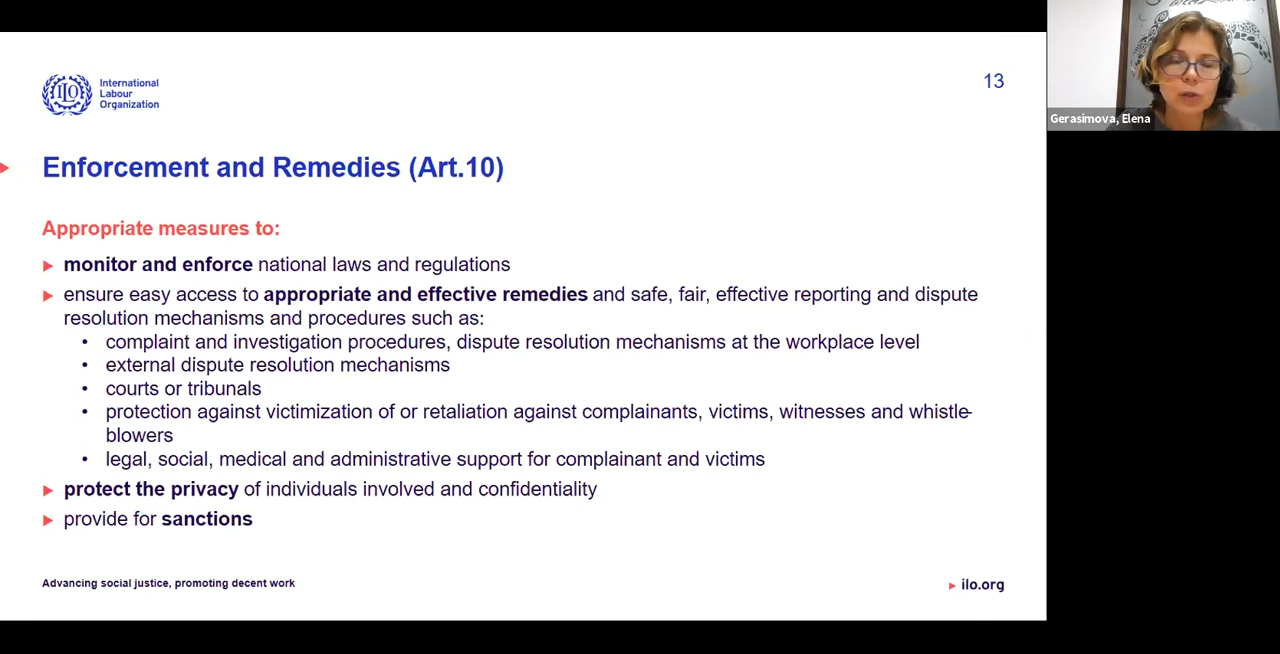 International
Labour
Organization
13
Enforcement and Remedies (Art.10)
Appropriate measures to:
monitor and enforce national laws and regulations
ensure easy access to appropriate and effective remedies and safe, fair, effective reporting and dispute
resolution mechanisms and procedures such as:
• complaint and investigation procedures, dispute resolution mechanisms at the workplace level
• external dispute resolution mechanisms
• courts or tribunals
• protection against victimization of or retaliation against complainants, victims, witnesses and whistle-
blowers
• legal, social, medical and administrative support for complainant and victims
protect the privacy of individuals involved and confidentiality
provide for sanctions
Advancing social justice, promoting decent work
ilo.org
Gerasimova, Elena
ILO